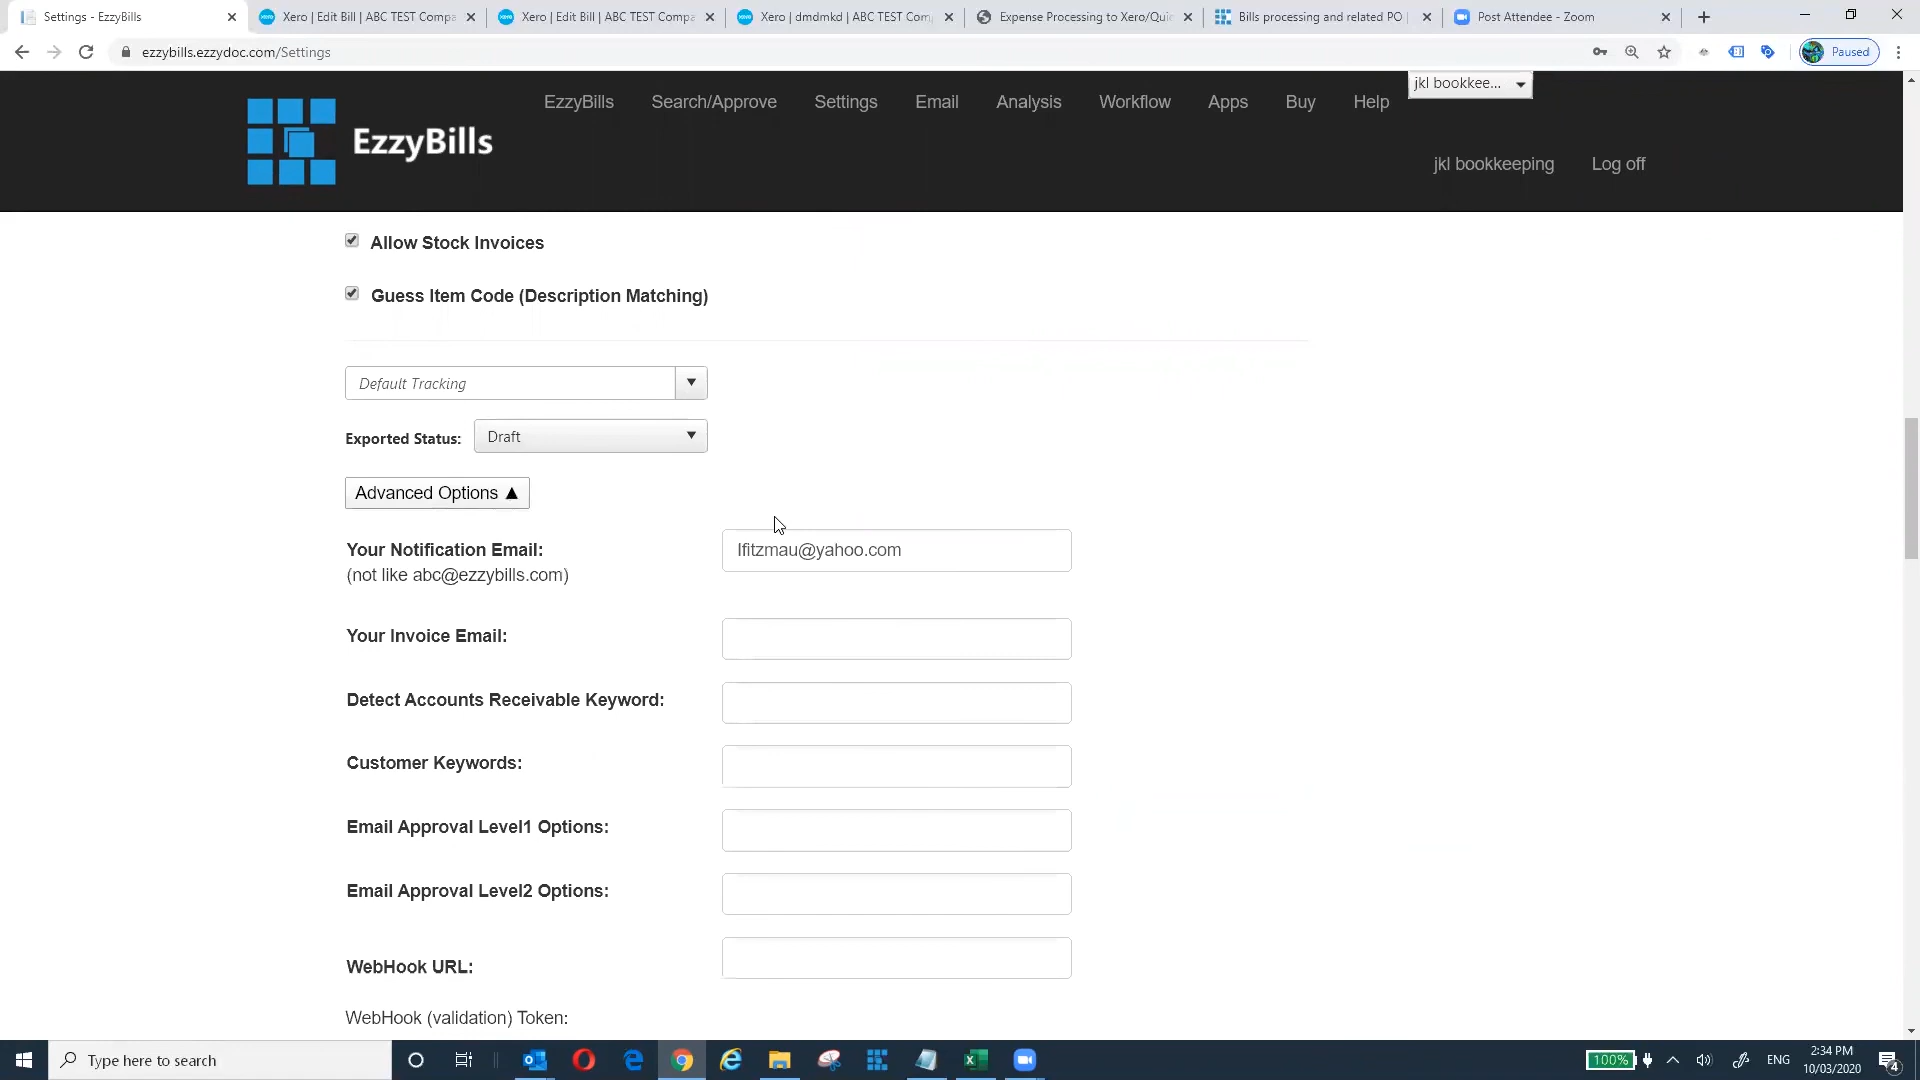 Settings - EzzyBills
Xero | Edit Bill | ABC TEST Compa
Xero | Edit Bill | ABC TEST Compa
Xero | dmdmkd | ABC TEST Com
Expense Processing to Xero/Quic
Bills processing and related PO |
Post Attendee - Zoom
ezzybills.ezzydoc.com/Settings
Paused
EzzyBills
EzzyBills
Search/Approve
Settings
Email
Analysis
Workflow
Apps
Buy
Help
jkl bookkee...
jkl bookkeeping
Log off
Allow Stock Invoices
Guess Item Code (Description Matching)
Default Tracking
Exported Status:
Draft
Advanced Options ▲
Your Notification Email:
lfitzmau@yahoo.com
(not like abc@ezzybills.com)
Your Invoice Email:
Detect Accounts Receivable Keyword:
Customer Keywords:
Email Approval Level1 Options:
Email Approval Level2 Options:
WebHook URL:
WebHook (validation) Token:
Type here to search
100%
ENG
2:34 PM
10/03/2020
4